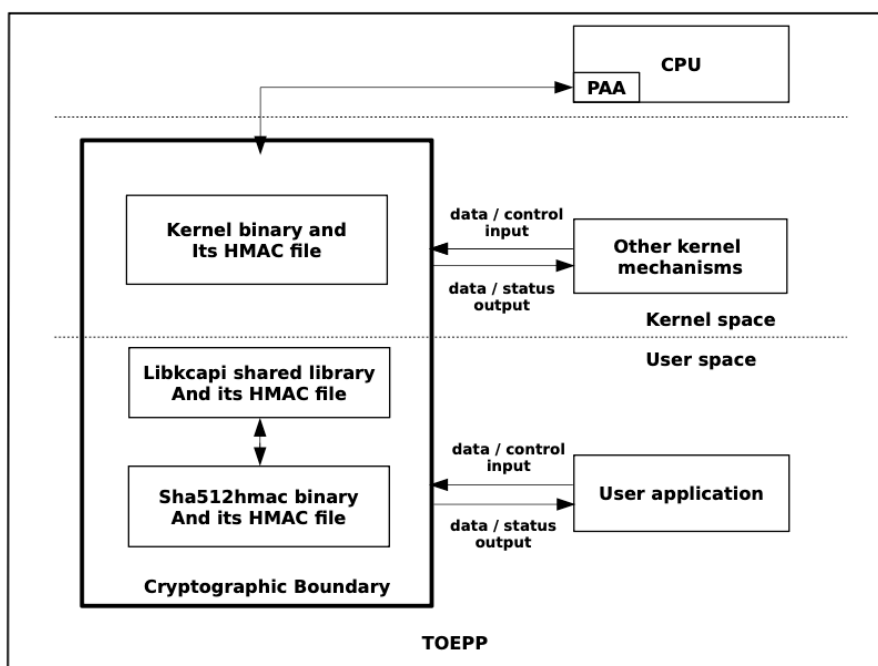 CPU
PAA
Kernel binary and
Its HMAC file
data / control
input
data / status
output
Other kernel
mechanisms
Kernel space
User space
Libkcapi shared library
And its HMAC file
Sha512hmac binary
And its HMAC file
data / control
input
data / status
output
User application
Cryptographic Boundary
TOEPP